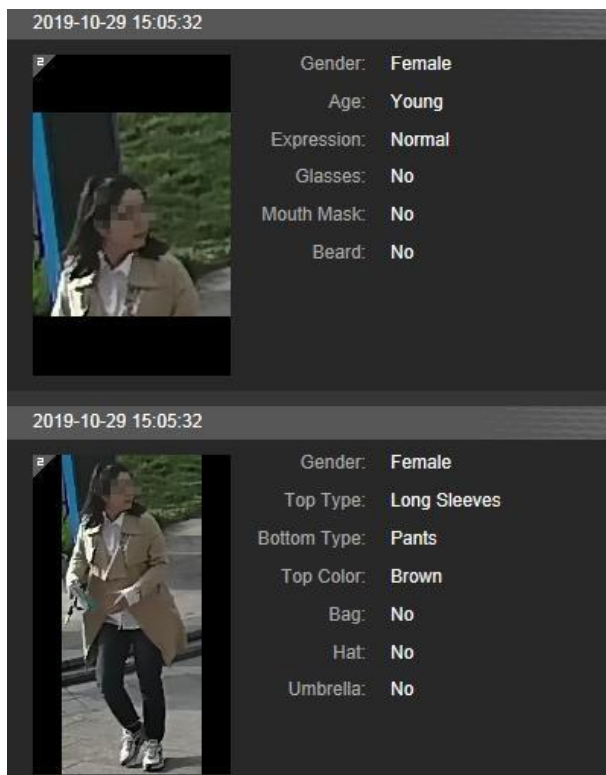 2019-10-29 15:05:32
2
Gender: Female
Age: Young
Expression: Normal
Glasses: No
Mouth Mask: No
Beard: No
2019-10-29 15:05:32
2
Gender: Female
Top Type: Long Sleeves
Bottom Type: Pants
Top Color: Brown
Bag: No
Hat: No
Umbrella: No